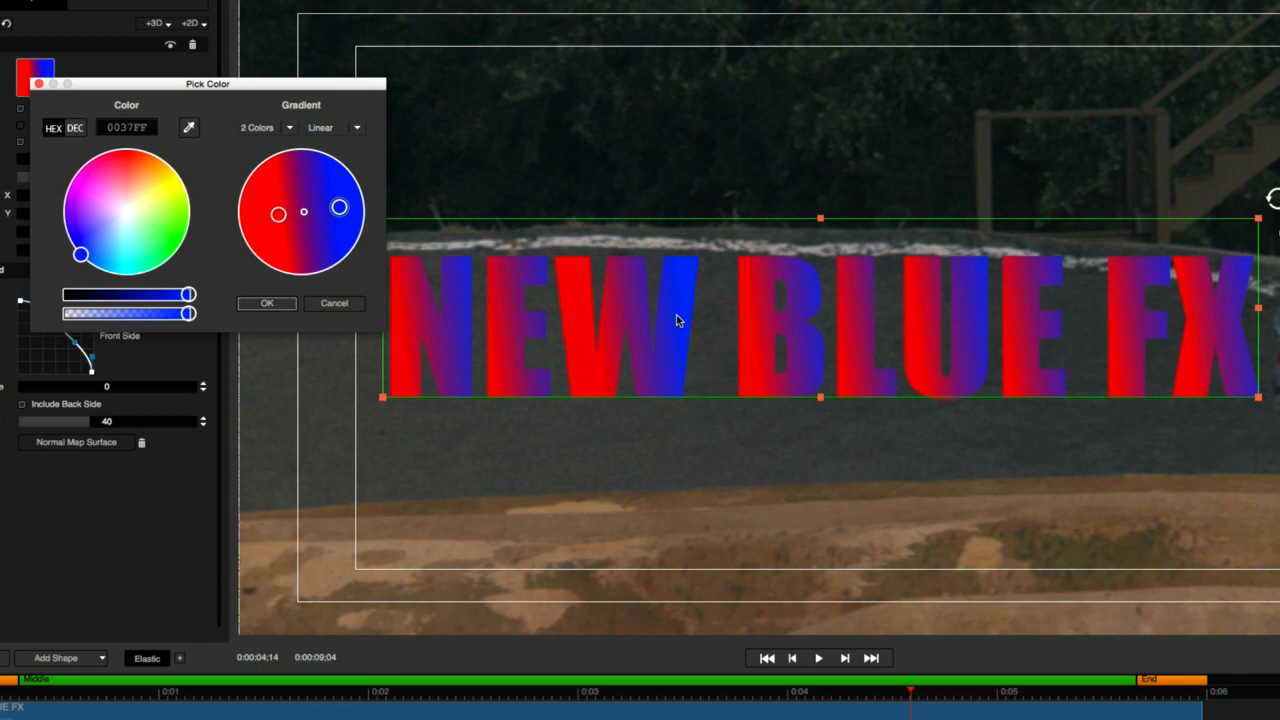 +3D
+2D
Pick Color
Color
Gradient
HEX
DEC
0037FF
2 Colors
Linear
X
Y
OK
Cancel
NEW BLUE FX
Front Side
0
Include Back Side
40
Normal Map Surface
Add Shape
Elastic
+
0:00:04;14
0:00:09;04
Middle
End
0:01
0:02
0:03
0:04
0:05
0:06
UE FX